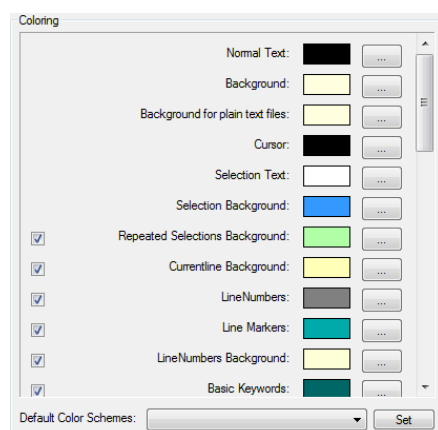 Coloring
Normal Text: ...
Background: ...
Background for plain text files: ...
Cursor: ...
Selection Text: ...
Selection Background: ...
Repeated Selections Background: ...
Currentline Background: ...
LineNumbers: ...
Line Markers: ...
LineNumbers Background: ...
Basic Keywords: ...
Default Color Schemes: Set